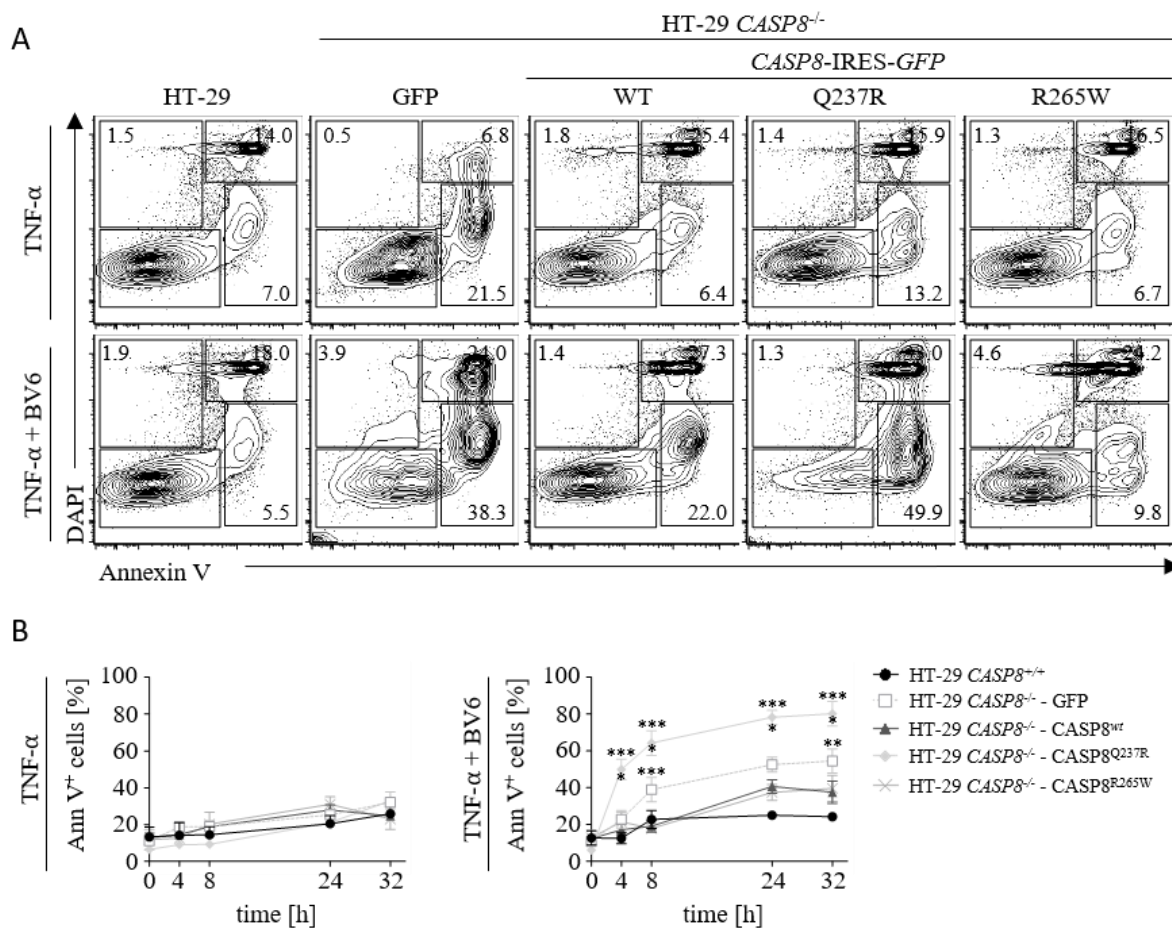 A
HT-29 CASP8-/-
CASP8-IRES-GFP
HT-29 GFP WT Q237R R265W
TNF-α
1.5 14.0 0.5 6.8 1.8 1.4 1.3
7.0 21.5 6.4 13.2 6.7
TNF-α + BV6
1.9 18.0 3.9 1.4 1.3 4.6
5.5 38.3 22.0 49.9 9.8
DAPI
Annexin V
B
TNF-α
Ann V+ cells [%]
100
80
60
40
20
0
0 4 8 24 32
time [h]
TNF-α + BV6
Ann V+ cells [%]
100
80
60
40
20
0
*** *** *** ***
* * * *
*** **
0 4 8 24 32
time [h]
HT-29 CASP8+/+
HT-29 CASP8-/- - GFP
HT-29 CASP8-/- - CASP8wt
HT-29 CASP8-/- - CASP8Q237R
HT-29 CASP8-/- - CASP8R265W